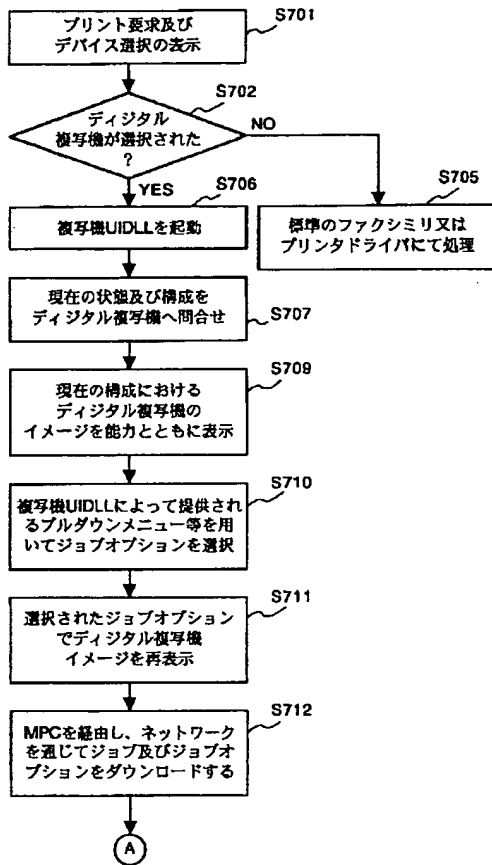 S701
プリント要求及び
デバイス選択の表示
S702
ディジタル
複写機が選択された
?
NO
YES
S705
標準のファクシミリ又は
プリンタドライバにて処理
S706
複写機UIDLLを起動
現在の状態及び構成を
ディジタル複写機へ問合せ
S707
S709
現在の構成における
ディジタル複写機の
イメージを能力とともに表示
S710
複写機UIDLLによって提供され
るプルダウンメニュー等を用
いてジョブオプションを選択
S711
選択されたジョブオプション
でディジタル複写機
イメージを再表示
S712
MPCを経由し、ネットワーク
を通じてジョブ及びジョブオ
プションをダウンロードする
A